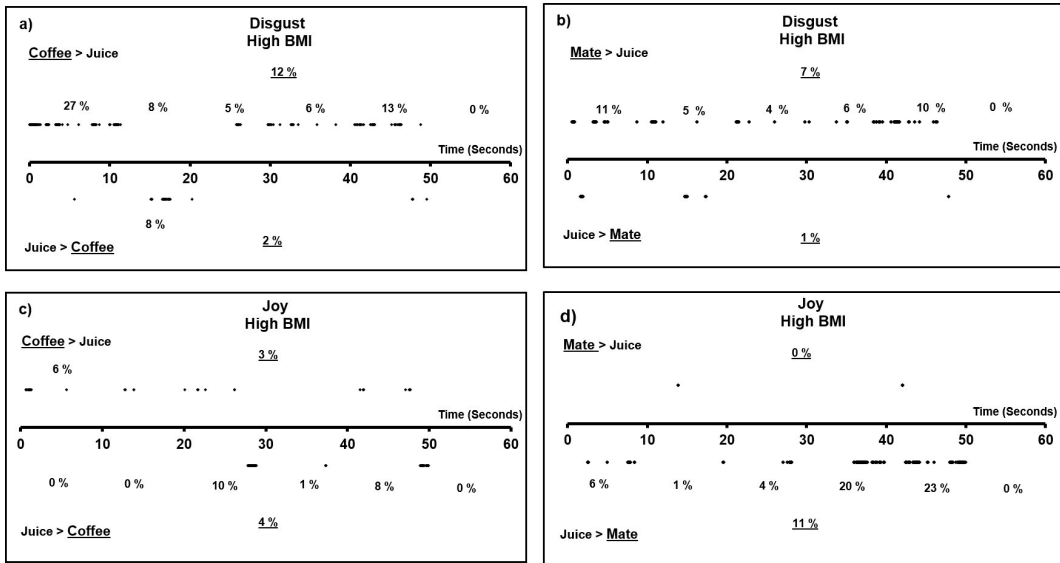 a)
Disgust
High BMI
Coffee > Juice
12 %
27 % 8 % 5 % 6 % 13 % 0 %
Time (Seconds)
0 10 20 30 40 50 60
8 %
Juice > Coffee
2 %
b)
Disgust
High BMI
Mate > Juice
7 %
11 % 5 % 4 % 6 % 10 % 0 %
Time (Seconds)
0 10 20 30 40 50 60
Juice > Mate
1 %
c)
Joy
High BMI
Coffee > Juice
3 %
6 %
Time (Seconds)
0 10 20 30 40 50 60
0 % 0 % 10 % 1 % 8 % 0 %
4 %
Juice > Coffee
d)
Joy
High BMI
Mate > Juice
0 %
Time (Seconds)
0 10 20 30 40 50 60
6 % 1 % 4 % 20 % 23 % 0 %
Juice > Mate
11 %